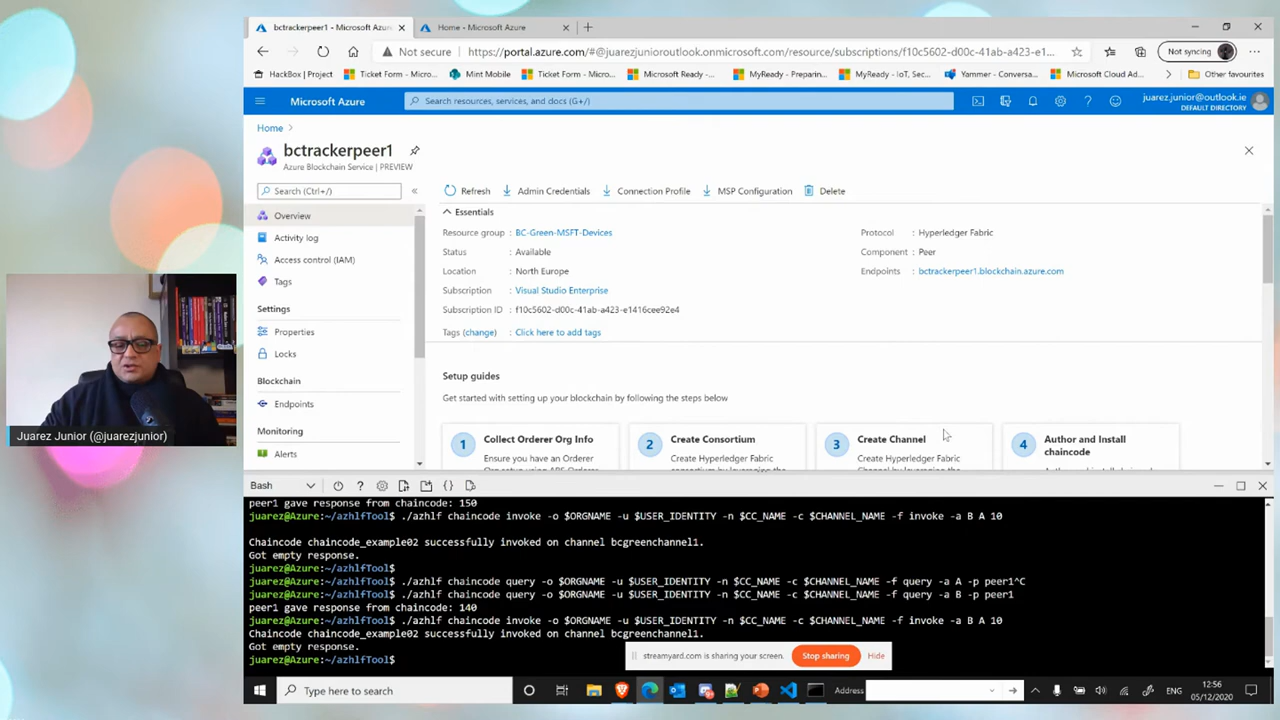 bctrackerpeer1 - Microsoft Azure
Home - Microsoft Azure
Not secure
https://portal.azure.com/#@juarezjunioroutlook.onmicrosoft.com/resource/subscriptions/f10c5602-d00c-41ab-a423-e1...
Not syncing
HackBox | Project
Ticket Form - Micro...
Mint Mobile
Ticket Form - Micro...
Microsoft Ready -...
MyReady - Preparin...
MyReady - IoT, Sec...
Yammer - Conversa...
Microsoft Cloud Ad...
Other favourites
Microsoft Azure
Search resources, services, and docs (G+/)
juarez.junior@outlook.ie
DEFAULT DIRECTORY
Home
bctrackerpeer1
Azure Blockchain Service | PREVIEW
Search (Ctrl+/)
Refresh
Admin Credentials
Connection Profile
MSP Configuration
Delete
Overview
Activity log
Access control (IAM)
Tags
Settings
Properties
Locks
Blockchain
Endpoints
Monitoring
Alerts
Essentials
Resource group : BC-Green-MSFT-Devices
Status : Available
Location : North Europe
Subscription : Visual Studio Enterprise
Subscription ID : f10c5602-d00c-41ab-a423-e1416cee92e4
Tags (change) : Click here to add tags
Protocol : Hyperledger Fabric
Component : Peer
Endpoints : bctrackerpeer1.blockchain.azure.com
Setup guides
Get started with setting up your blockchain by following the steps below
1 Collect Orderer Org Info
Ensure you have an Orderer
2 Create Consortium
Create Hyperledger Fabric
3 Create Channel
Create Hyperledger Fabric
4 Author and Install
chaincode
Juarez Junior (@juarezjunior)
Bash
peer1 gave response from chaincode: 150
juarez@Azure:~/azhlfTool$ ./azhlf chaincode invoke -o $ORGNAME -u $USER_IDENTITY -n $CC_NAME -c $CHANNEL_NAME -f invoke -a B A 10
Chaincode chaincode_example02 successfully invoked on channel bcgreenchannel1.
Got empty response.
juarez@Azure:~/azhlfTool$
juarez@Azure:~/azhlfTool$ ./azhlf chaincode query -o $ORGNAME -u $USER_IDENTITY -n $CC_NAME -c $CHANNEL_NAME -f query -a A -p peer1^C
juarez@Azure:~/azhlfTool$ ./azhlf chaincode query -o $ORGNAME -u $USER_IDENTITY -n $CC_NAME -c $CHANNEL_NAME -f query -a B -p peer1
peer1 gave response from chaincode: 140
juarez@Azure:~/azhlfTool$ ./azhlf chaincode invoke -o $ORGNAME -u $USER_IDENTITY -n $CC_NAME -c $CHANNEL_NAME -f invoke -a B A 10
Chaincode chaincode_example02 successfully invoked on channel bcgreenchannel1.
Got empty response.
juarez@Azure:~/azhlfTool$
streamyard.com is sharing your screen.
Stop sharing
Hide
Type here to search
Address
ENG
12:56
05/12/2020